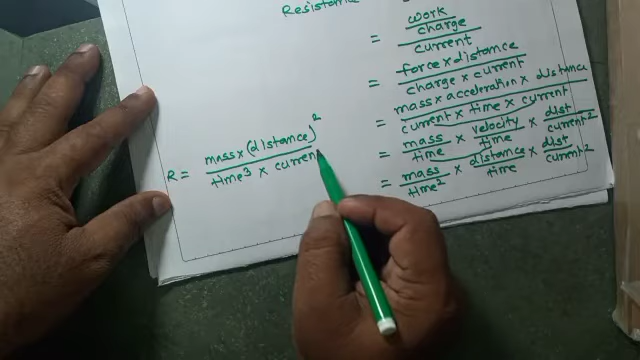 Resistance
= work/charge / current
= force × distance / charge × current
= mass × acceleration × distance / current × time × current
= mass/time × velocity/time × dist/current²
= mass/time² × distance/time × dist/current²
R = mass × (distance)² / time³ × current